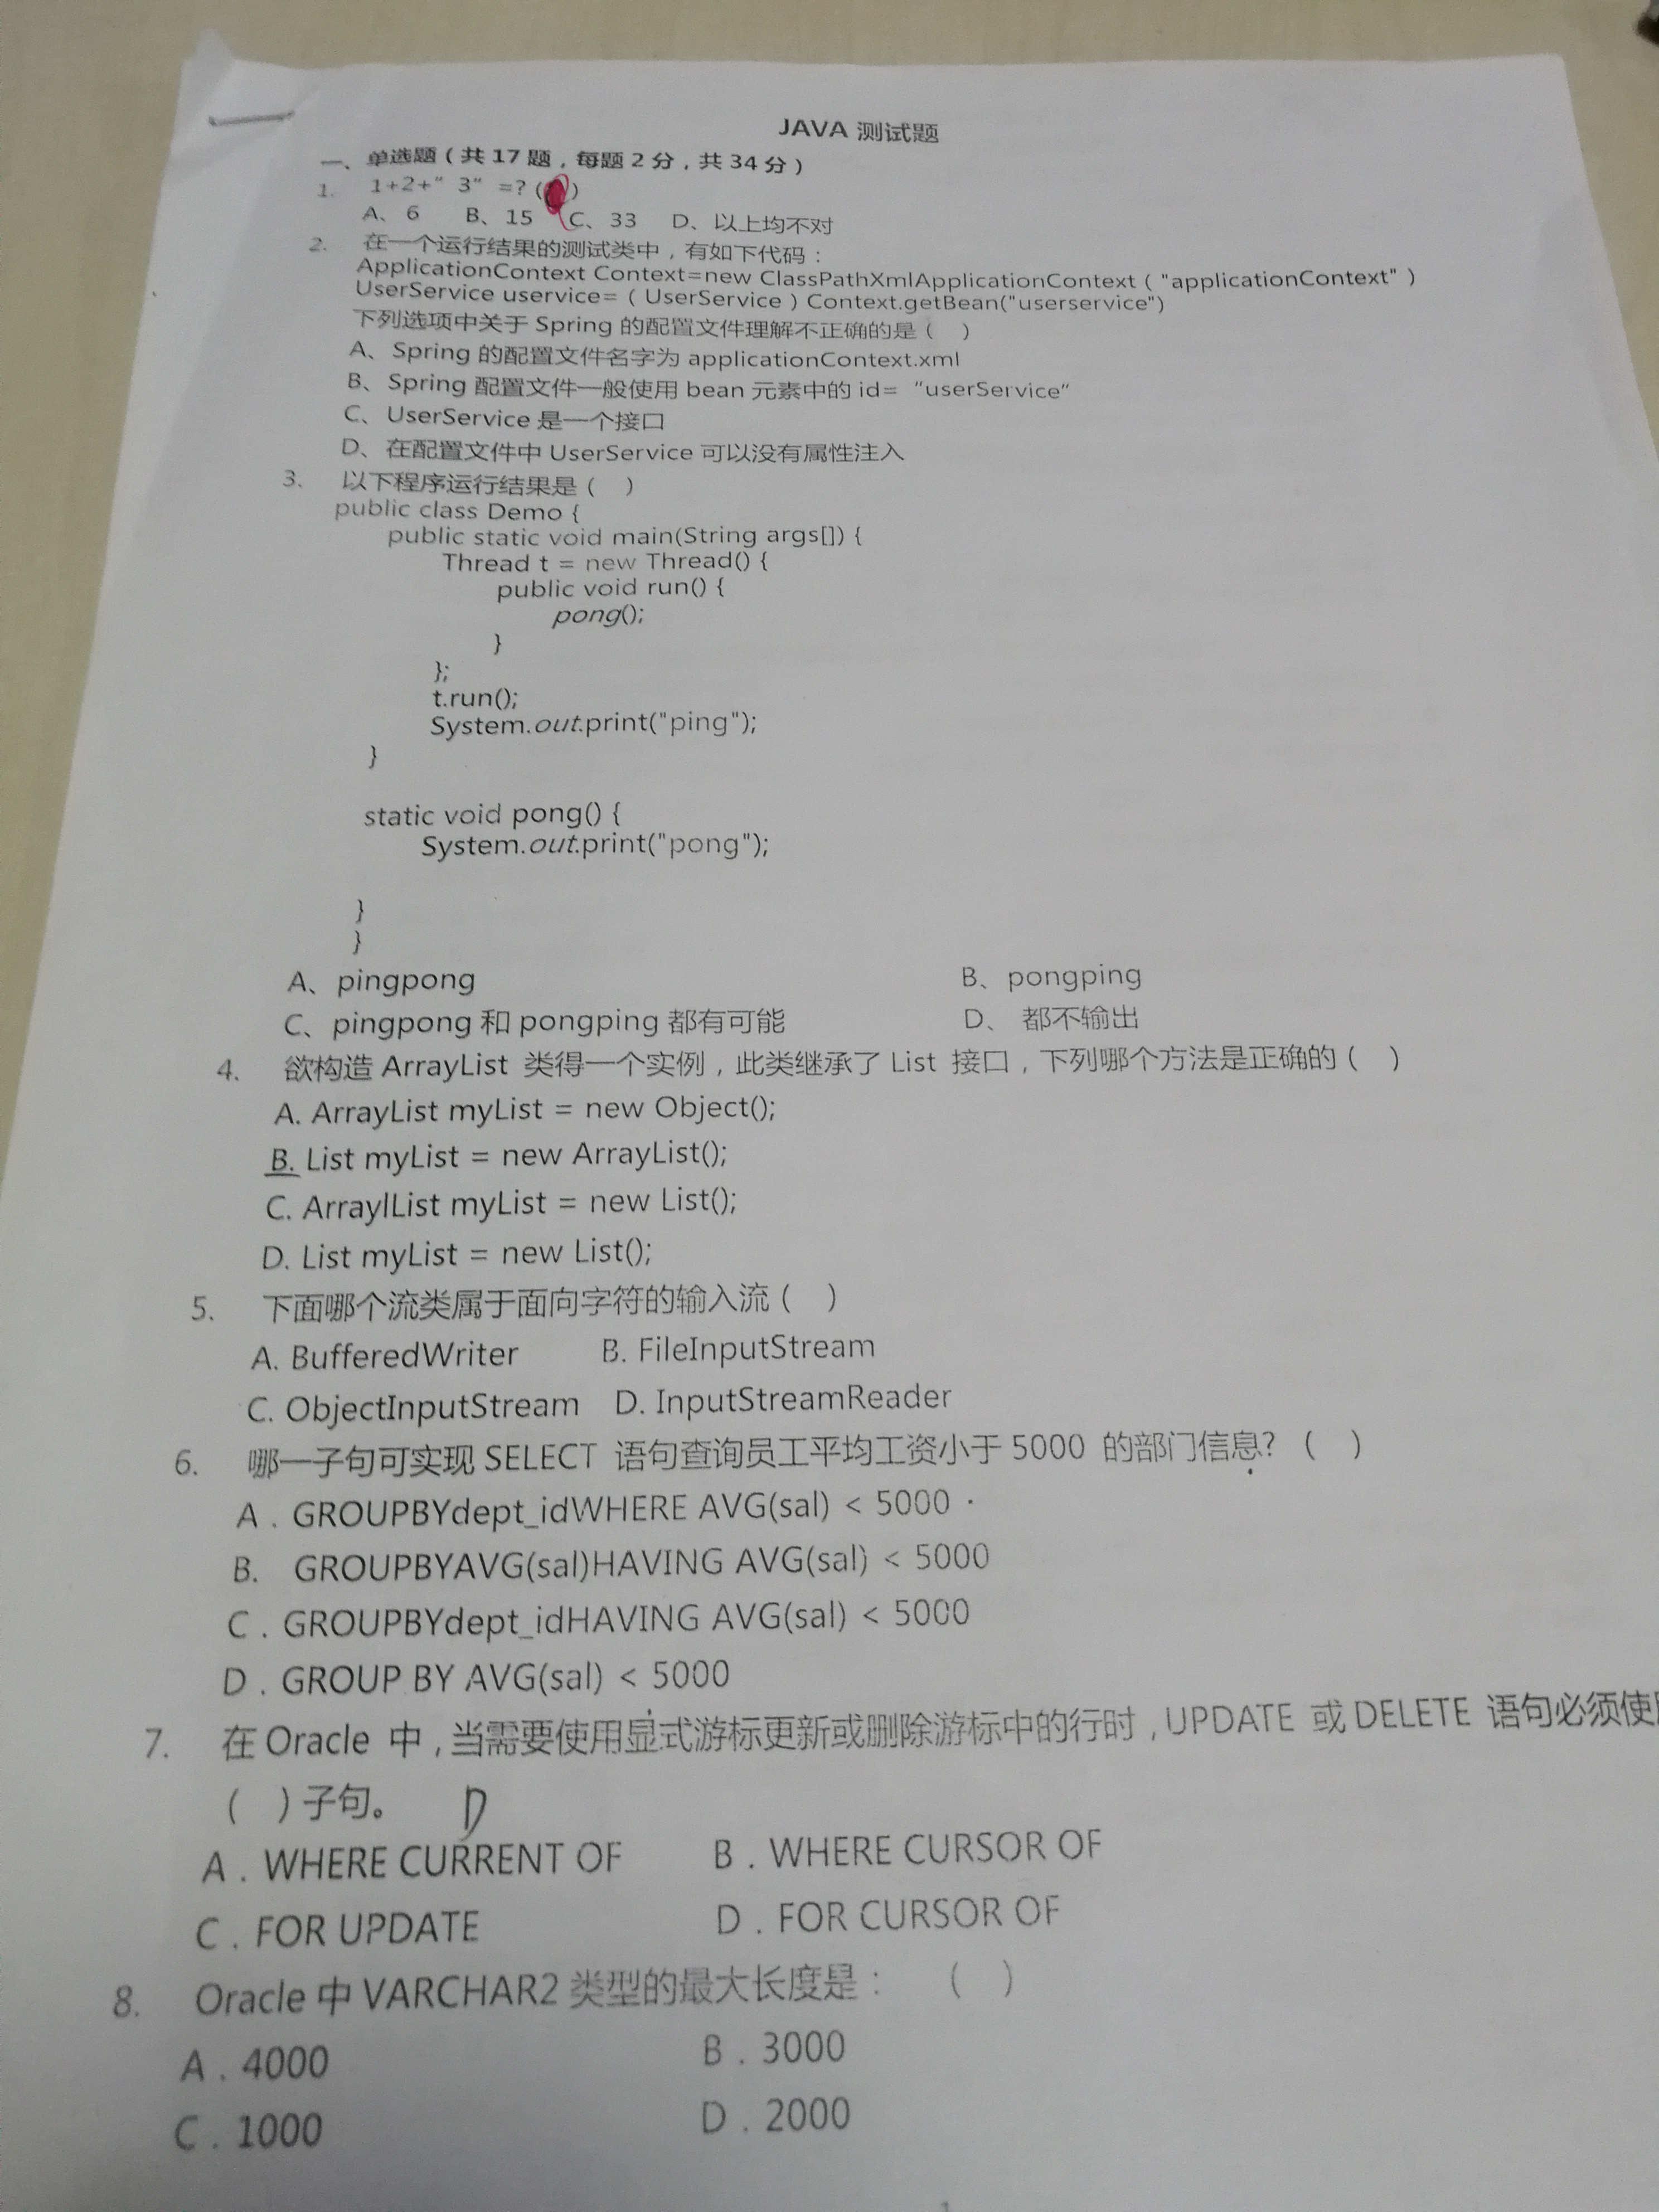 JAVA 测试题
一、单选题（共 17 题，每题 2 分，共 34 分）
1. 1+2+“ 3” =? ( )
A、 6 B、15 C、33 D、以上均不对
2. 在一个运行结果的测试类中，有如下代码：
ApplicationContext Context=new ClassPathXmlApplicationContext ( "applicationContext" )
UserService uservice= ( UserService ) Context.getBean("userservice")
下列选项中关于 Spring 的配置文件理解不正确的是 ( )
A、Spring 的配置文件名字为 applicationContext.xml
B、Spring 配置文件一般使用 bean 元素中的 id= “userService”
C、UserService 是一个接口
D、在配置文件中 UserService 可以没有属性注入
3. 以下程序运行结果是 ( )
public class Demo {
public static void main(String args[]) {
Thread t = new Thread() {
public void run() {
pong();
}
};
t.run();
System.out.print("ping");
}
static void pong() {
System.out.print("pong");
}
}
A、pingpong B、pongping
C、pingpong 和 pongping 都有可能 D、 都不输出
4. 欲构造 ArrayList 类得一个实例，此类继承了 List 接口，下列哪个方法是正确的 ( )
A. ArrayList myList = new Object();
B. List myList = new ArrayList();
C. ArraylList myList = new List();
D. List myList = new List();
5. 下面哪个流类属于面向字符的输入流 ( )
A. BufferedWriter B. FileInputStream
C. ObjectInputStream D. InputStreamReader
6. 哪一子句可实现 SELECT 语句查询员工平均工资小于 5000 的部门信息? ( )
A . GROUPBYdept_idWHERE AVG(sal) < 5000
B. GROUPBYAVG(sal)HAVING AVG(sal) < 5000
C . GROUPBYdept_idHAVING AVG(sal) < 5000
D . GROUP BY AVG(sal) < 5000
7. 在 Oracle 中，当需要使用显式游标更新或删除游标中的行时，UPDATE 或 DELETE 语句必须使
( ) 子句。 D
A . WHERE CURRENT OF B . WHERE CURSOR OF
C . FOR UPDATE D . FOR CURSOR OF
8. Oracle 中 VARCHAR2 类型的最大长度是： ( )
A . 4000 B . 3000
C . 1000 D . 2000